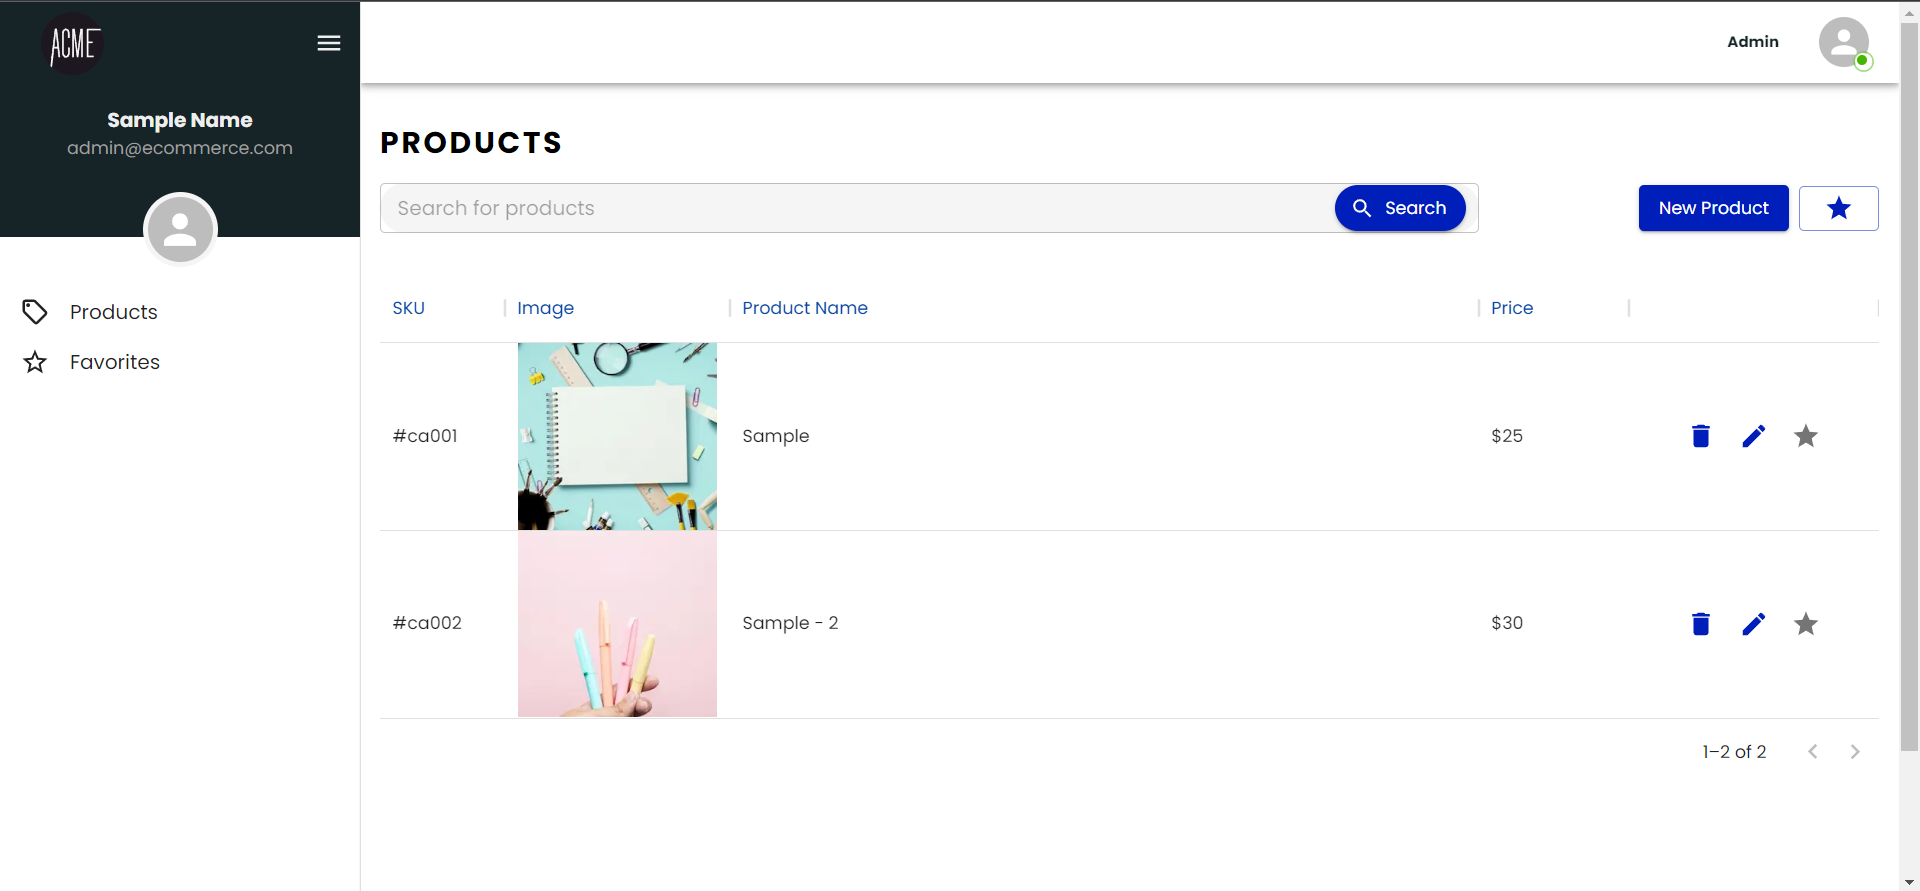 ACME
Admin
Sample Name
admin@ecommerce.com
PRODUCTS
Search for products
Search
New Product
Products
Favorites
SKU
Image
Product Name
Price
#ca001
Sample
$25
#ca002
Sample - 2
$30
1–2 of 2